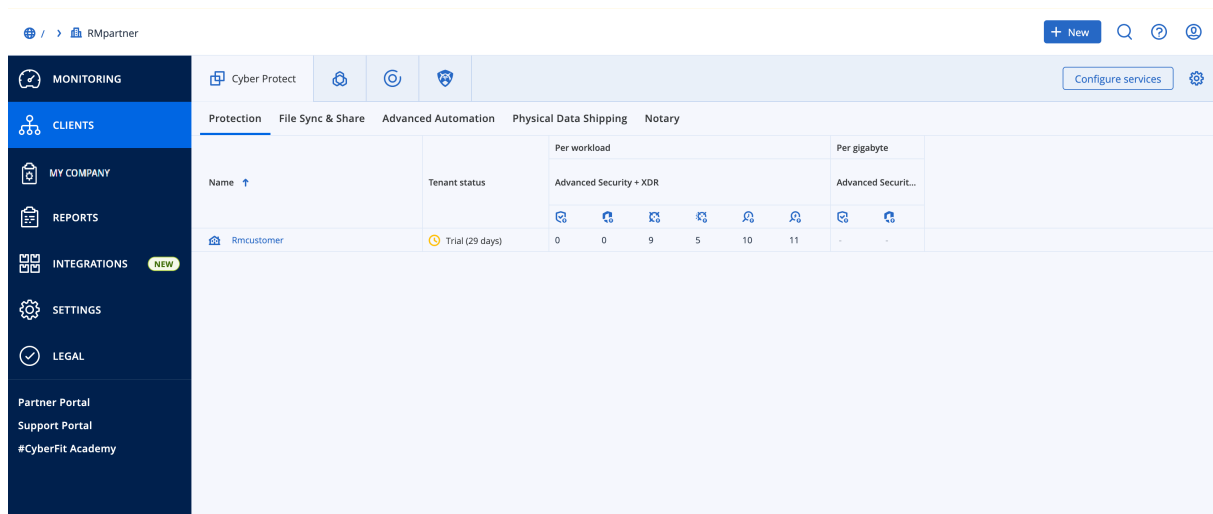 / RMpartner
+ New
MONITORING
CLIENTS
MY COMPANY
REPORTS
INTEGRATIONS NEW
SETTINGS
LEGAL
Partner Portal
Support Portal
#CyberFit Academy
Cyber Protect
Configure services
Protection File Sync & Share Advanced Automation Physical Data Shipping Notary
Per workload Per gigabyte
Name Tenant status Advanced Security + XDR Advanced Securit...
Rmcustomer Trial (29 days) 0 0 9 5 10 11 - -